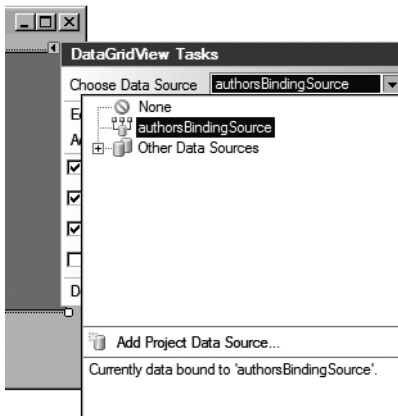 DataGridView Tasks
Choose Data Source authorsBindingSource
None
authorsBindingSource
Other Data Sources
Add Project Data Source...
Currently data bound to 'authorsBindingSource'.